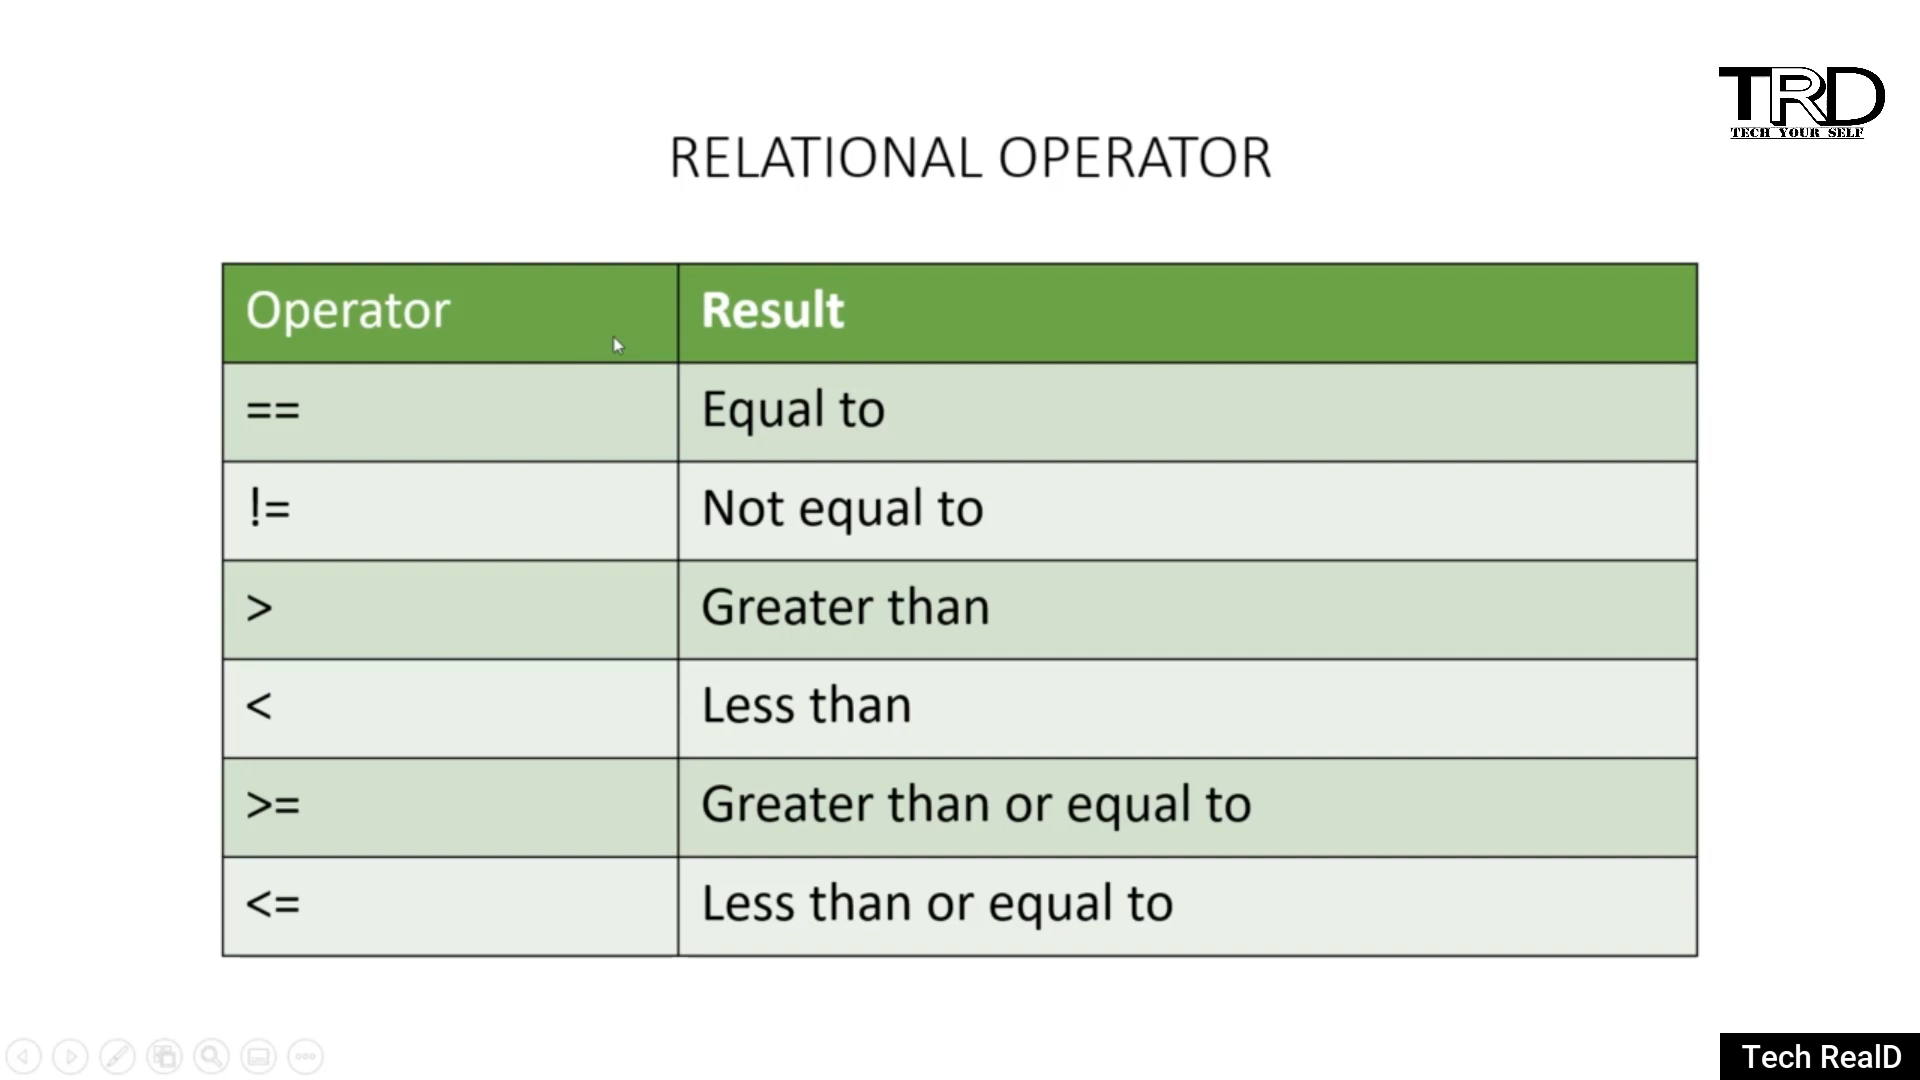 TRD
TECH YOUR SELF
RELATIONAL OPERATOR
Operator Result
== Equal to
!= Not equal to
> Greater than
< Less than
>= Greater than or equal to
<= Less than or equal to
Tech RealD